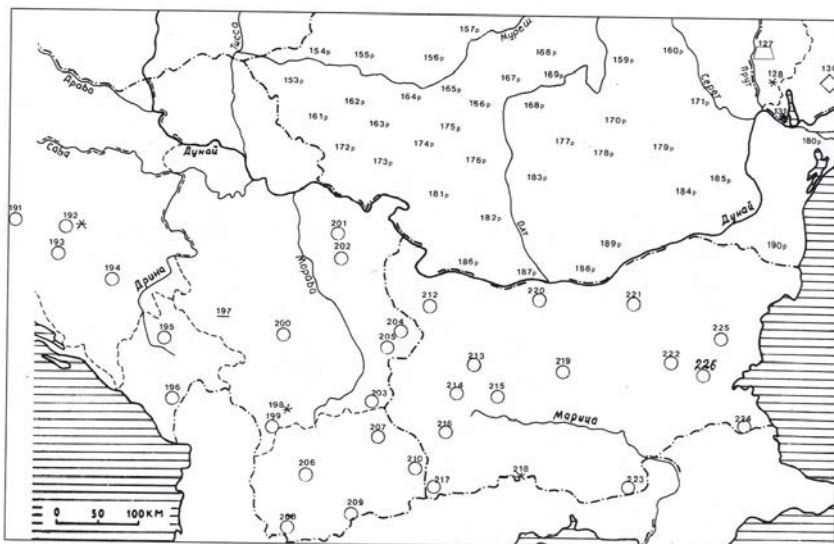 157р
Муреш
154р 155р 156р 158р 159р 160р 127
Тисса
153р 164р 165р 167р 169р 128 130
Драва
Серет
Прут
162р 166р 168р 171р 131
161р 163р 175р 170р
180р
172р 174р 177р 179р
Сава
Дунай
173р 176р 178р
183р 185р
181р 184р
191 192
201 182р
Олт
Дунай
193 202 189р 190р
194
Дрина
Морава
186р 187р 188р
197 212 220 221
195 200 204 205 225
213 219 222 226
196 214 215
198 203
199 207 216
Марица
224
206 210 217 218 223
209
208
0 50 100 КМ